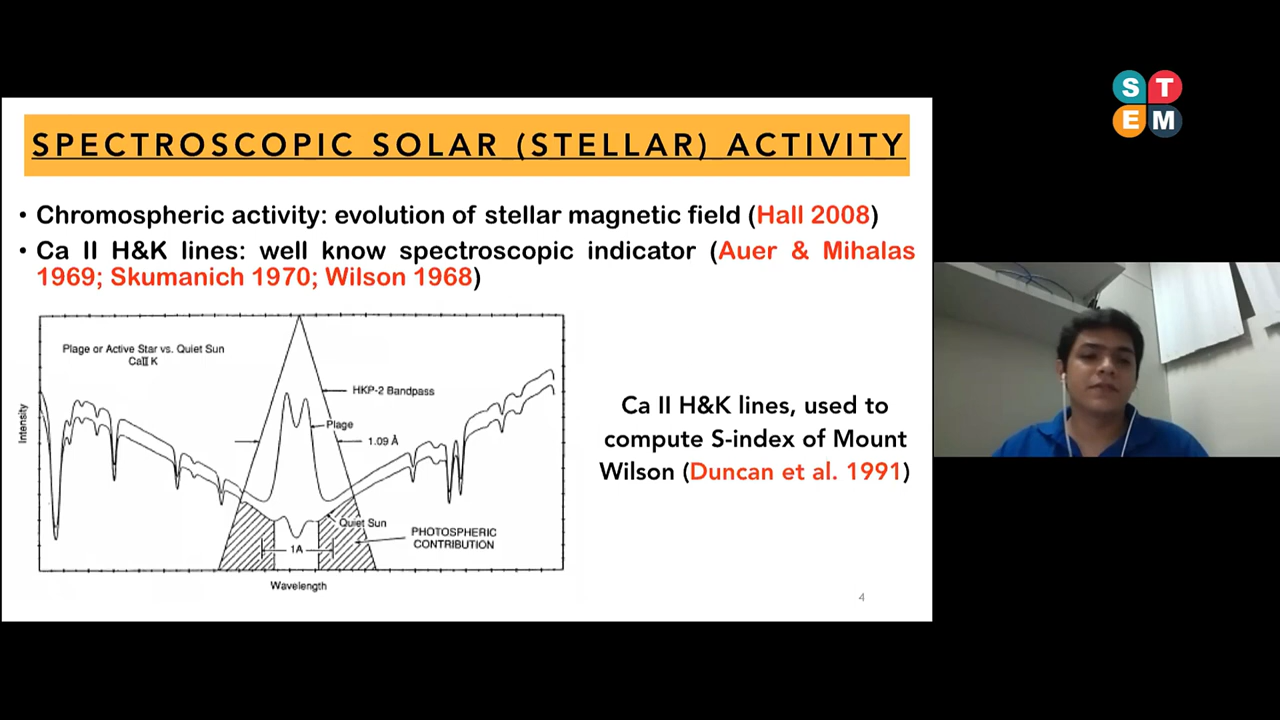 STEM
SPECTROSCOPIC SOLAR (STELLAR) ACTIVITY
• Chromospheric activity: evolution of stellar magnetic field (Hall 2008)
• Ca II H&K lines: well know spectroscopic indicator (Auer & Mihalas
1969; Skumanich 1970; Wilson 1968)
Plage or Active Star vs. Quiet Sun
CaII K
HKP-2 Bandpass
Plage
1.09 Å
Quiet Sun
PHOTOSPHERIC
CONTRIBUTION
1A
Intensity
Wavelength
Ca II H&K lines, used to
compute S-index of Mount
Wilson (Duncan et al. 1991)
4